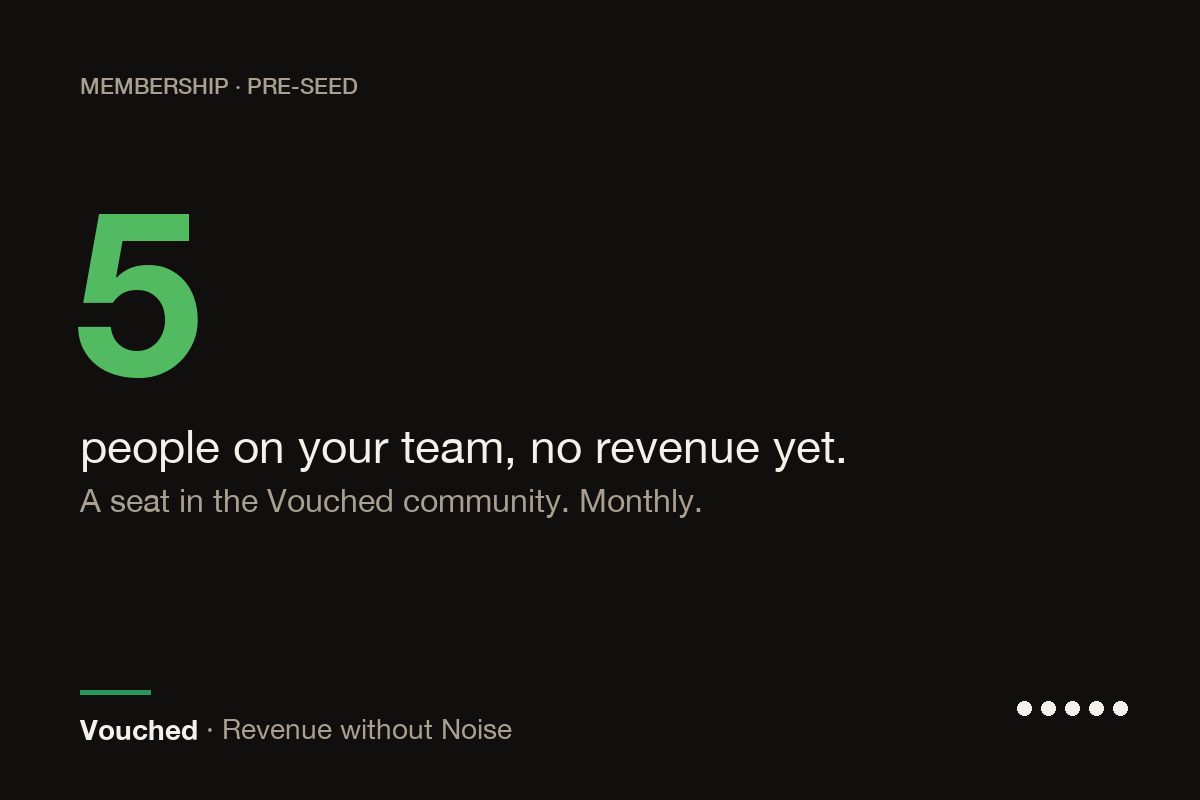 MEMBERSHIP · PRE-SEED
5
people on your team, no revenue yet.
A seat in the Vouched community. Monthly.
Vouched · Revenue without Noise